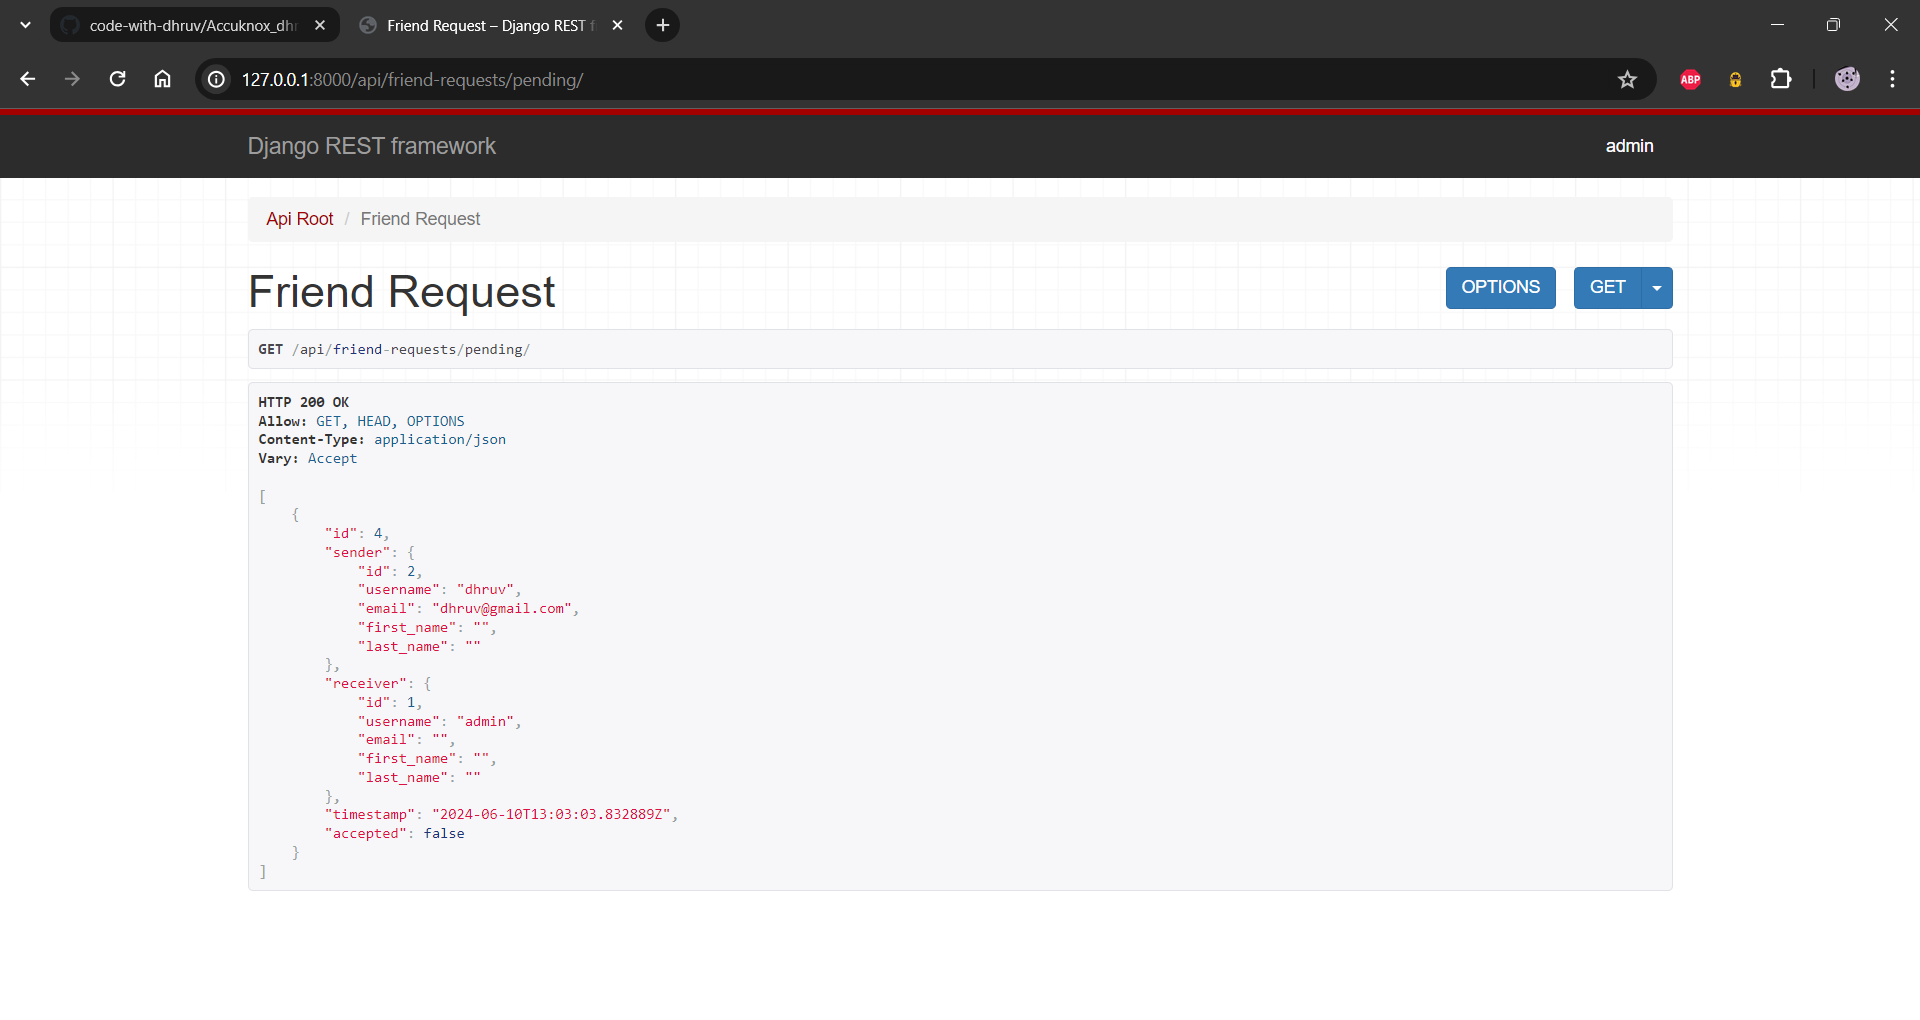 code-with-dhruv/Accuknox_dhr
Friend Request – Django REST f
127.0.0.1:8000/api/friend-requests/pending/
ABP
Django REST framework
admin
Api Root / Friend Request
Friend Request
OPTIONS
GET
GET /api/friend-requests/pending/
HTTP 200 OK
Allow: GET, HEAD, OPTIONS
Content-Type: application/json
Vary: Accept
[
    {
        "id": 4,
        "sender": {
            "id": 2,
            "username": "dhruv",
            "email": "dhruv@gmail.com",
            "first_name": "",
            "last_name": ""
        },
        "receiver": {
            "id": 1,
            "username": "admin",
            "email": "",
            "first_name": "",
            "last_name": ""
        },
        "timestamp": "2024-06-10T13:03:03.832889Z",
        "accepted": false
    }
]